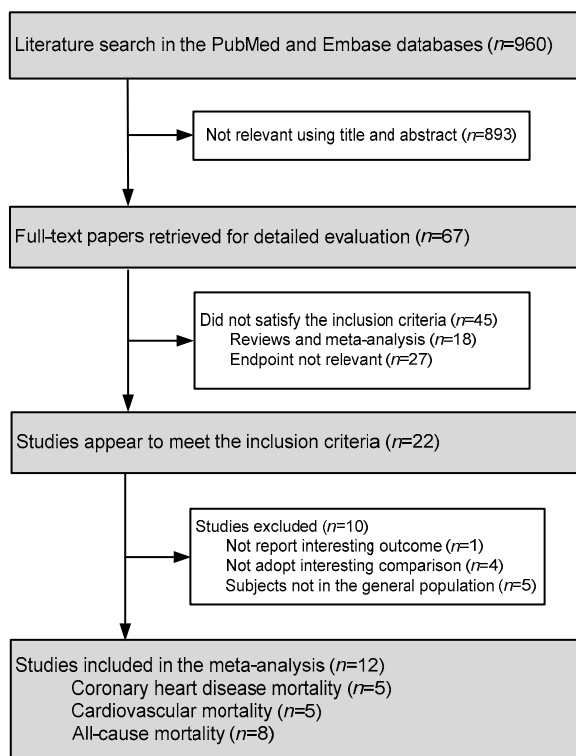 Literature search in the PubMed and Embase databases (n=960)
Not relevant using title and abstract (n=893)
Full-text papers retrieved for detailed evaluation (n=67)
Did not satisfy the inclusion criteria (n=45)
Reviews and meta-analysis (n=18)
Endpoint not relevant (n=27)
Studies appear to meet the inclusion criteria (n=22)
Studies excluded (n=10)
Not report interesting outcome (n=1)
Not adopt interesting comparison (n=4)
Subjects not in the general population (n=5)
Studies included in the meta-analysis (n=12)
Coronary heart disease mortality (n=5)
Cardiovascular mortality (n=5)
All-cause mortality (n=8)